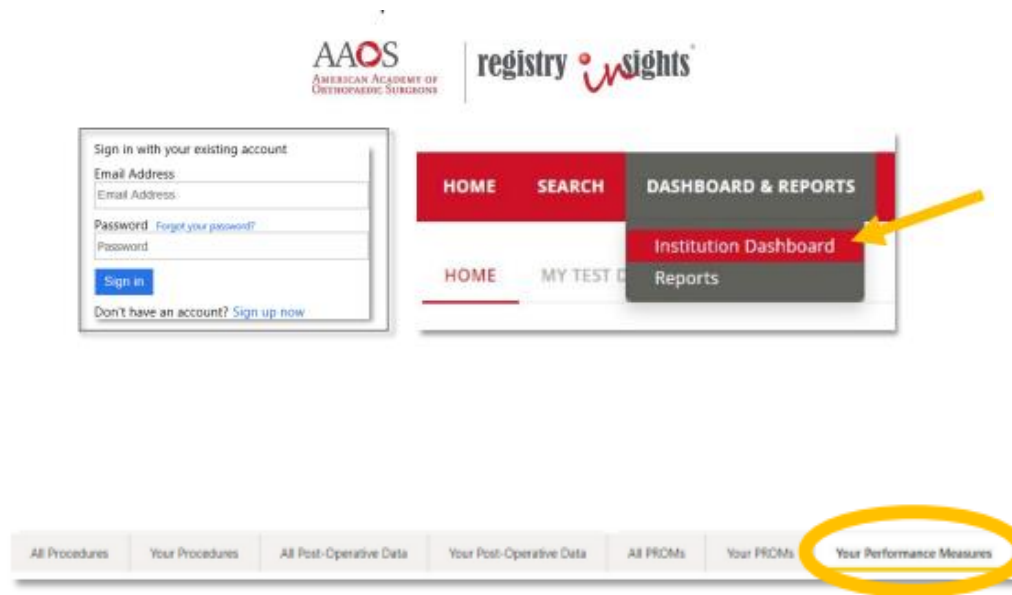 AAOS
AMERICAN ACADEMY OF
ORTHOPAEDIC SURGEONS
registry insights®
Sign in with your existing account
Email Address
Email Address
Password Forgot your password?
Password
Sign in
Don't have an account? Sign up now
HOME SEARCH DASHBOARD & REPORTS
Institution Dashboard
HOME MY TEST D Reports
All Procedures Your Procedures All Post-Operative Data Your Post-Operative Data All PROMs Your PROMs Your Performance Measures